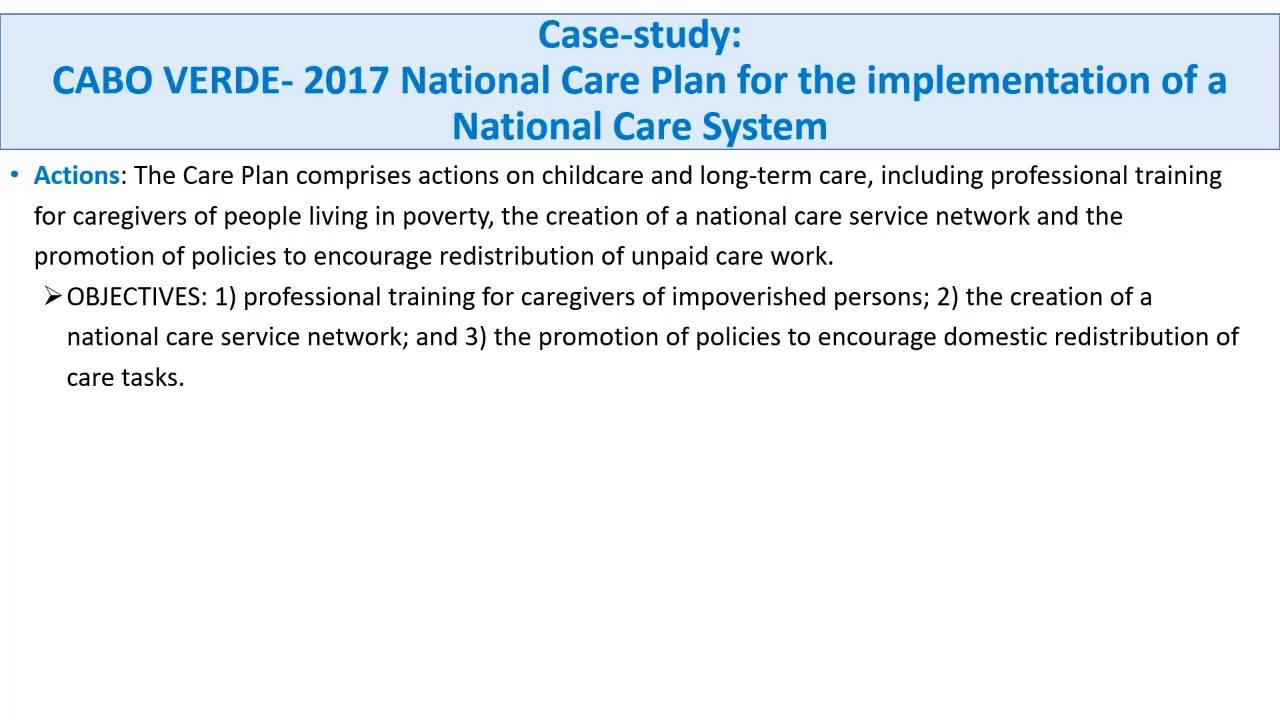 Case-study:
CABO VERDE- 2017 National Care Plan for the implementation of a
National Care System
• Actions: The Care Plan comprises actions on childcare and long-term care, including professional training
for caregivers of people living in poverty, the creation of a national care service network and the
promotion of policies to encourage redistribution of unpaid care work.
➢ OBJECTIVES: 1) professional training for caregivers of impoverished persons; 2) the creation of a
national care service network; and 3) the promotion of policies to encourage domestic redistribution of
care tasks.